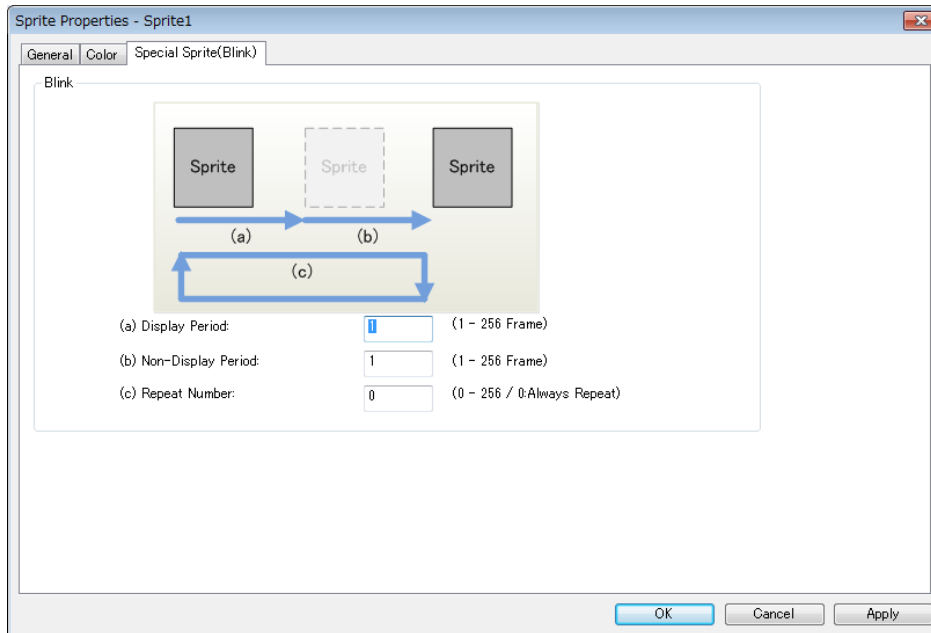 Sprite Properties - Sprite1
General Color Special Sprite(Blink)
Blink
Sprite Sprite Sprite
(a) (b)
(c)
(a) Display Period: 1 (1 - 256 Frame)
(b) Non-Display Period: 1 (1 - 256 Frame)
(c) Repeat Number: 0 (0 - 256 / 0:Always Repeat)
OK Cancel Apply